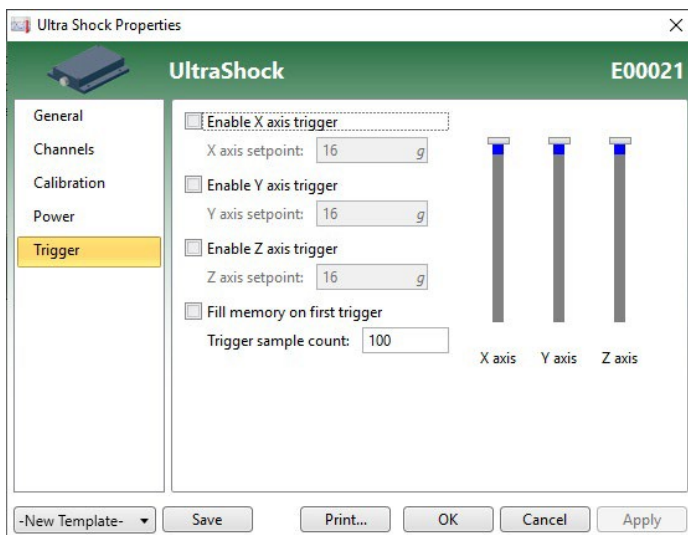 Ultra Shock Properties
UltraShock
E00021
General
Channels
Calibration
Power
Trigger
Enable X axis trigger
X axis setpoint: 16 g
Enable Y axis trigger
Y axis setpoint: 16 g
Enable Z axis trigger
Z axis setpoint: 16 g
Fill memory on first trigger
Trigger sample count: 100
X axis Y axis Z axis
-New Template- Save Print... OK Cancel Apply